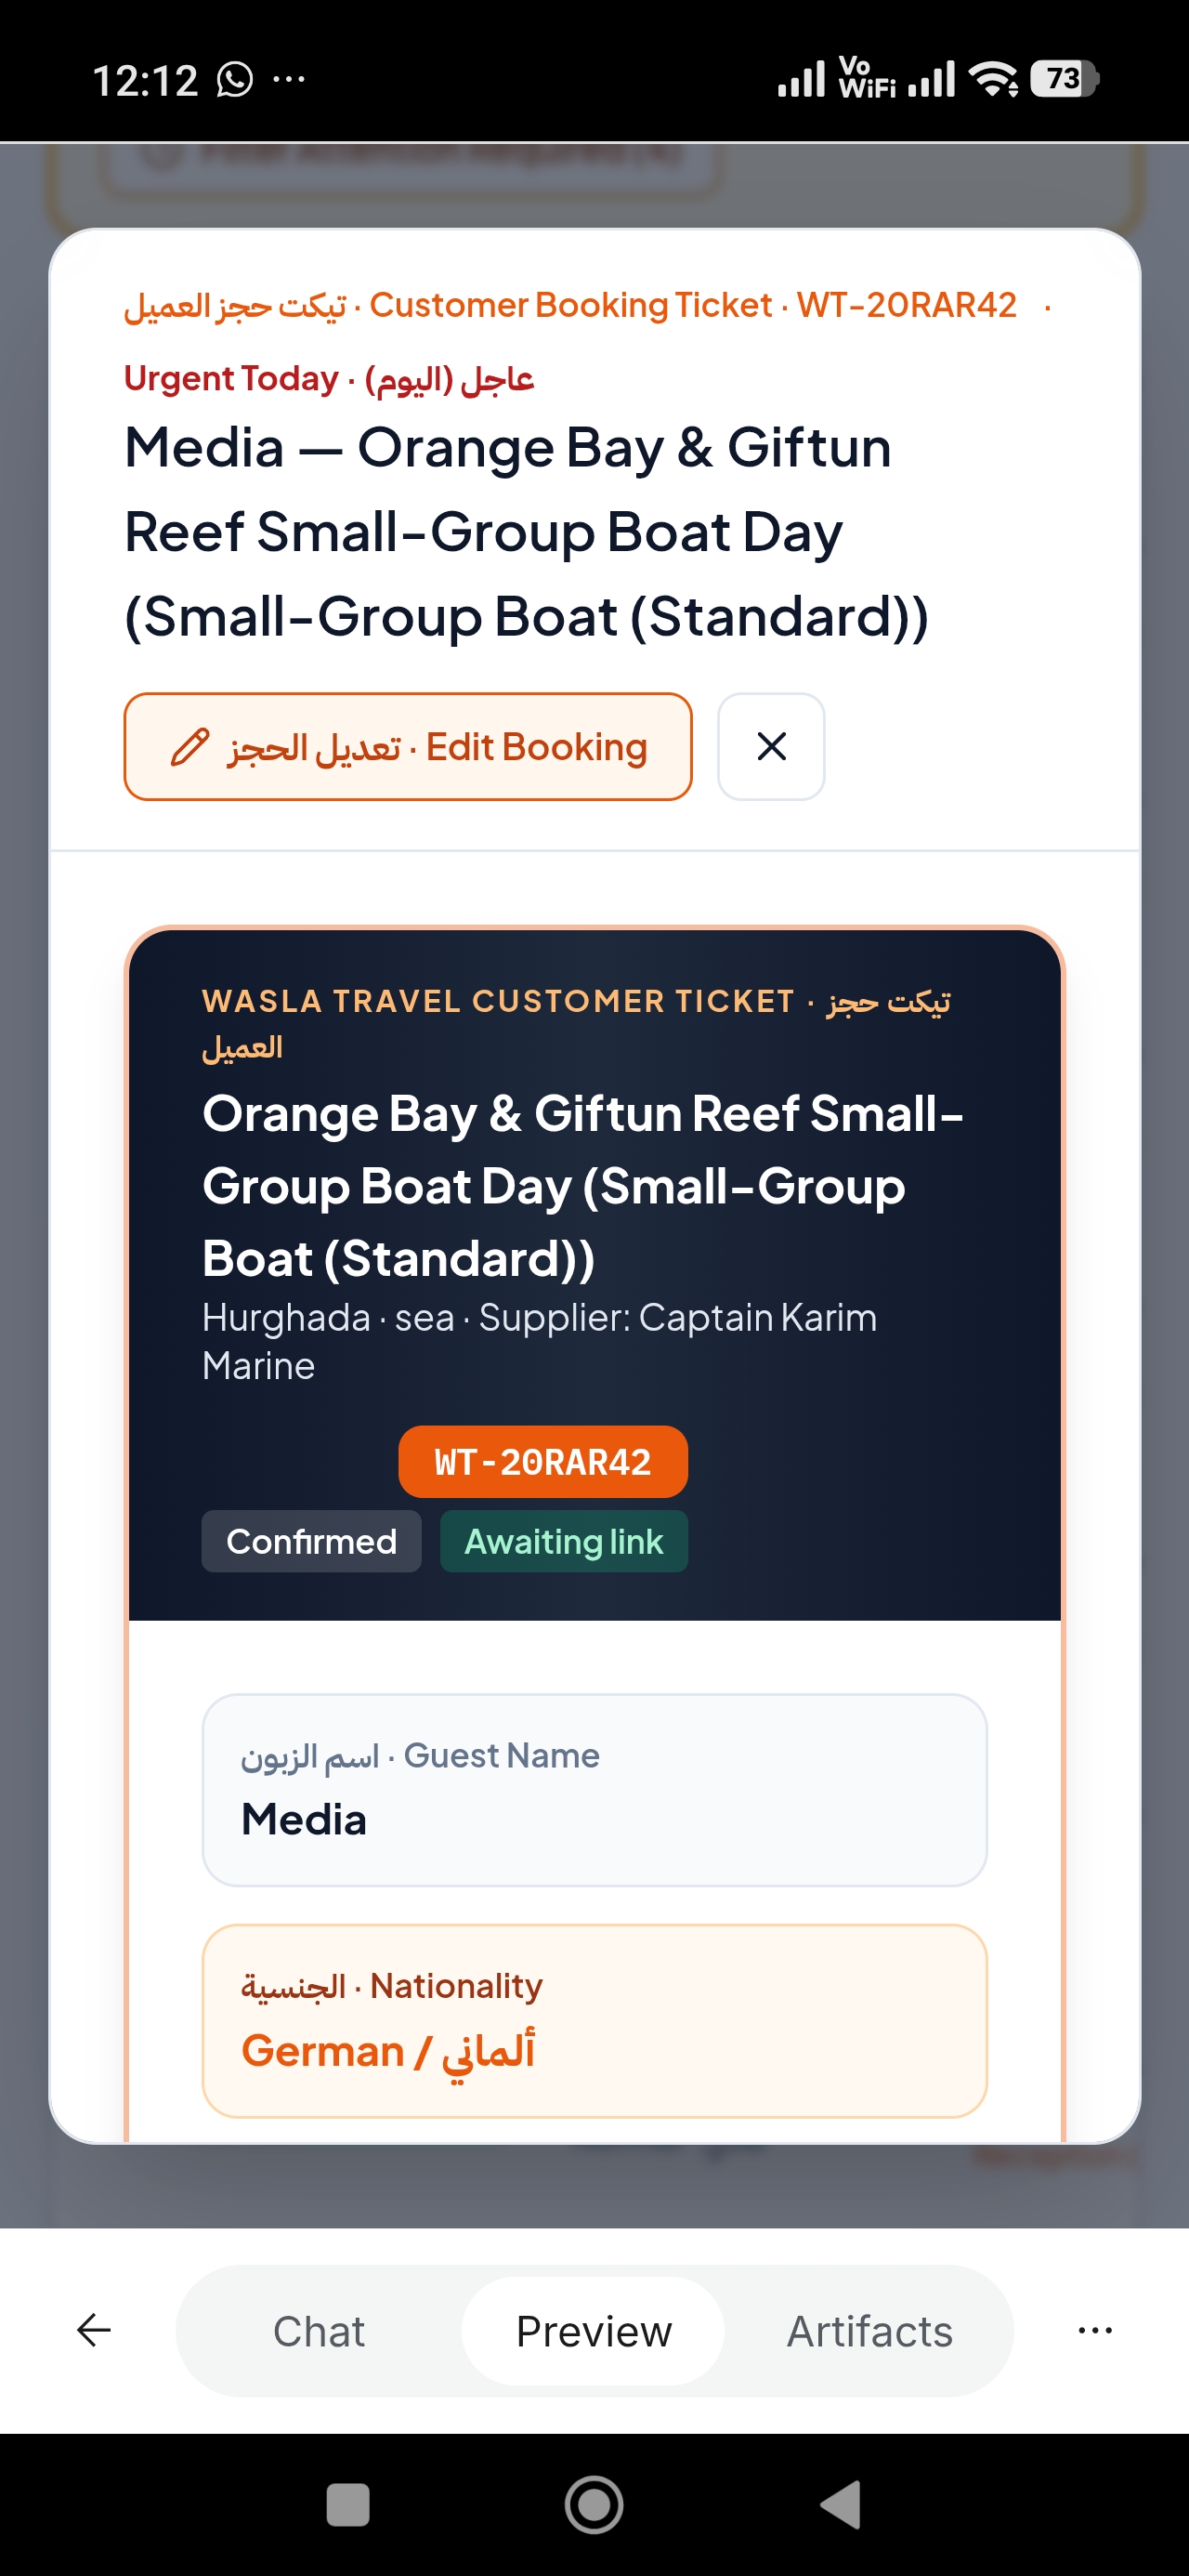 12:12
Vo
WiFi
73
تيكت حجز العميل · Customer Booking Ticket · WT-20RAR42 ·
Urgent Today · عاجل (اليوم)
Media — Orange Bay & Giftun
Reef Small-Group Boat Day
(Small-Group Boat (Standard))
تعديل الحجز · Edit Booking
WASLA TRAVEL CUSTOMER TICKET · تيكت حجز
العميل
Orange Bay & Giftun Reef Small-
Group Boat Day (Small-Group
Boat (Standard))
Hurghada · sea · Supplier: Captain Karim
Marine
WT-20RAR42
Confirmed
Awaiting link
اسم الزبون · Guest Name
Media
الجنسية · Nationality
German / ألماني
Chat
Preview
Artifacts